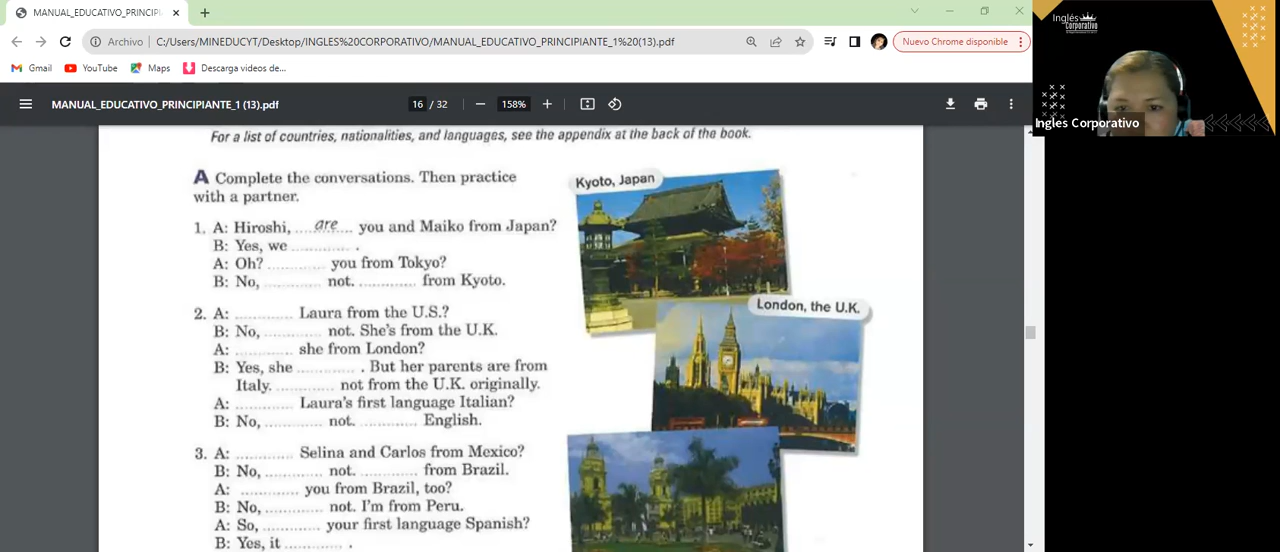 MANUAL_EDUCATIVO_PRINCIPIANTE_
Archivo C:/Users/MINEDUCYT/Desktop/INGLES%20CORPORATIVO/MANUAL_EDUCATIVO_PRINCIPIANTE_1%20(13).pdf
Nuevo Chrome disponible
Gmail YouTube Maps Descarga videos de...
MANUAL_EDUCATIVO_PRINCIPIANTE_1 (13).pdf 16 / 32 158%
Inglés
Corporativo
Ingles Corporativo
For a list of countries, nationalities, and languages, see the appendix at the back of the book.
A Complete the conversations. Then practice
with a partner.
1. A: Hiroshi, ....are.... you and Maiko from Japan?
B: Yes, we ............ .
A: Oh? ............ you from Tokyo?
B: No, ............ not. ............ from Kyoto.
2. A: ............ Laura from the U.S.?
B: No, ............ not. She's from the U.K.
A: ............ she from London?
B: Yes, she ............ . But her parents are from
Italy. ............ not from the U.K. originally.
A: ............ Laura's first language Italian?
B: No, ............ not. ............ English.
3. A: ............ Selina and Carlos from Mexico?
B: No, ............ not. ............ from Brazil.
A: ............ you from Brazil, too?
B: No, ............ not. I'm from Peru.
A: So, ............ your first language Spanish?
B: Yes, it ............ .
Kyoto, Japan
London, the U.K.